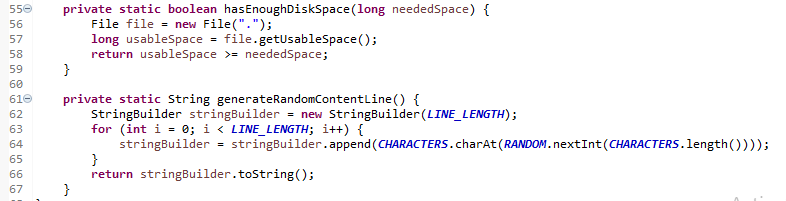 55 private static boolean hasEnoughDiskSpace(long neededSpace) {
56 File file = new File(".");
57 long usableSpace = file.getUsableSpace();
58 return usableSpace >= neededSpace;
59 }
60
61 private static String generateRandomContentLine() {
62 StringBuilder stringBuilder = new StringBuilder(LINE_LENGTH);
63 for (int i = 0; i < LINE_LENGTH; i++) {
64 stringBuilder = stringBuilder.append(CHARACTERS.charAt(RANDOM.nextInt(CHARACTERS.length())));
65 }
66 return stringBuilder.toString();
67 }